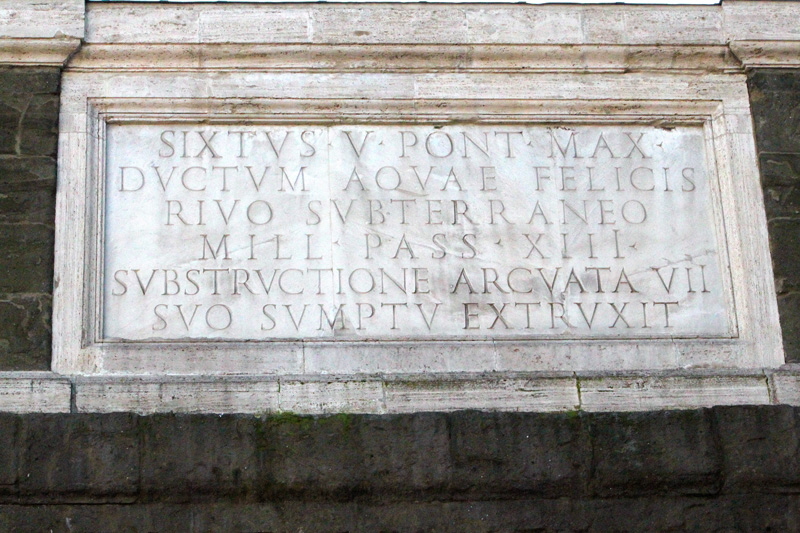 SIXTVS · V · PONT · MAX ·
DVCTVM AQVAE FELICIS
RIVO SVBTERRANEO
MILL · PASS · XIII ·
SVBSTRVCTIONE ARCVATA VII
SVO SVMPTV EXTRVXIT